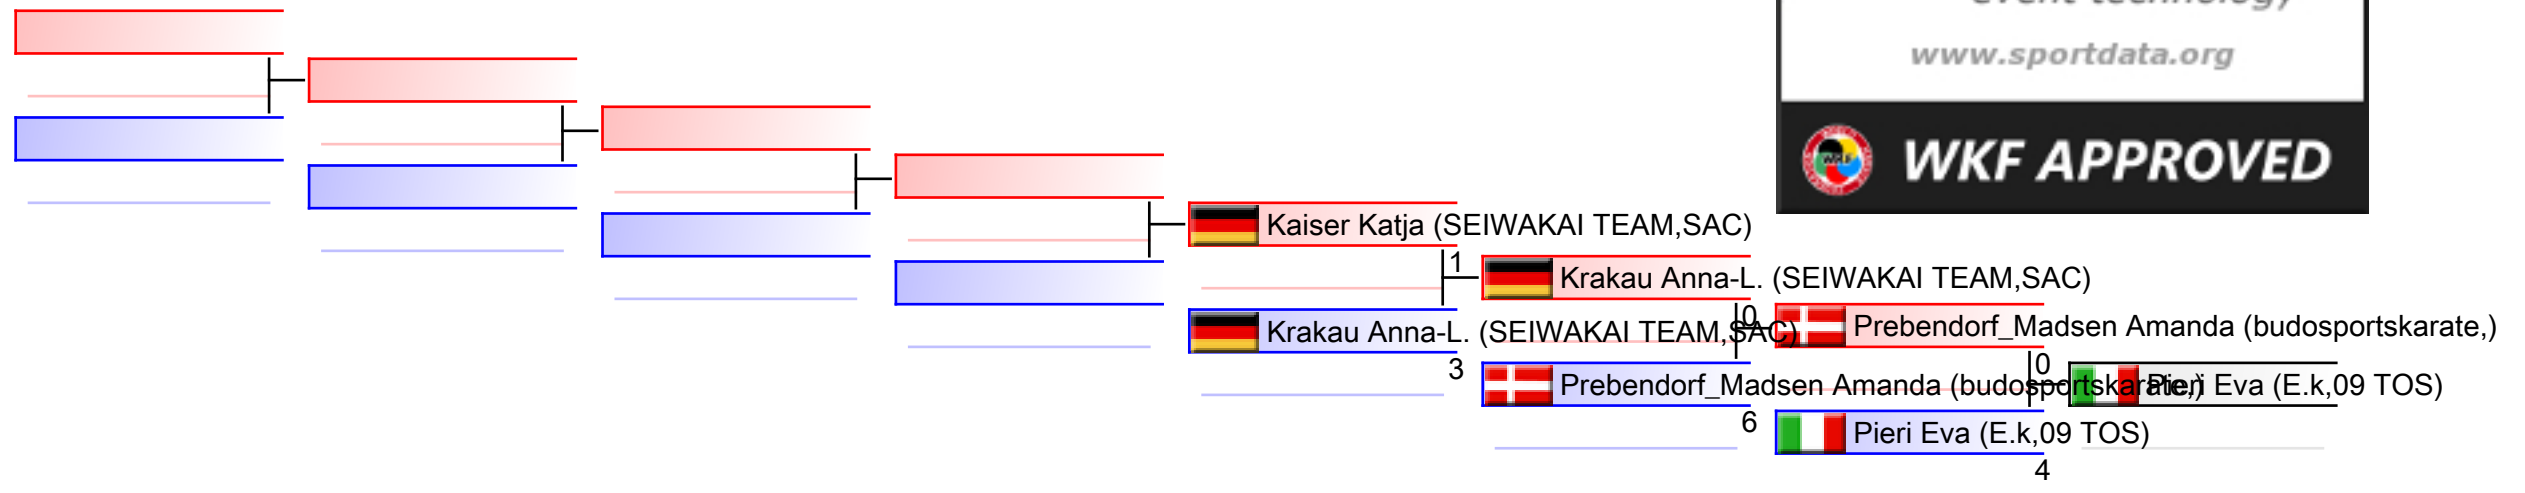 event technology
www.sportdata.org
WKF APPROVED
Kaiser Katja (SEIWAKAI TEAM,SAC)
1
Krakau Anna-L. (SEIWAKAI TEAM,SAC)
0
Prebendorf_Madsen Amanda (budosportskarate,)
Krakau Anna-L. (SEIWAKAI TEAM,SAC)
3
0
Prebendorf_Madsen Amanda (budosportskarate,)
Pieri Eva (E.k,09 TOS)
6
Pieri Eva (E.k,09 TOS)
4